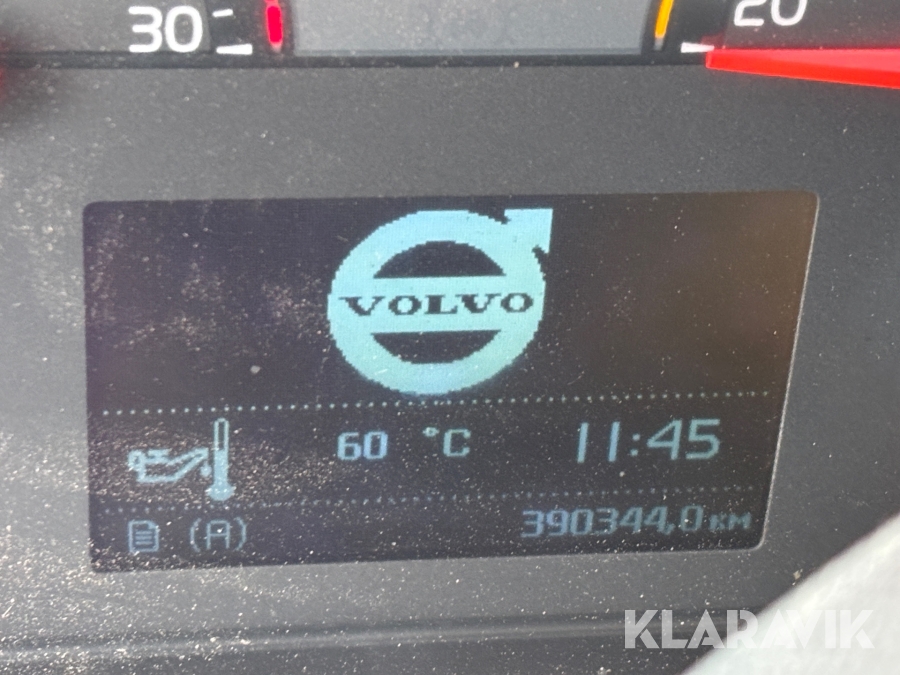 30 20
VOLVO
60 °C 11:45
(A) 390344,0 KM
KLARAVIK